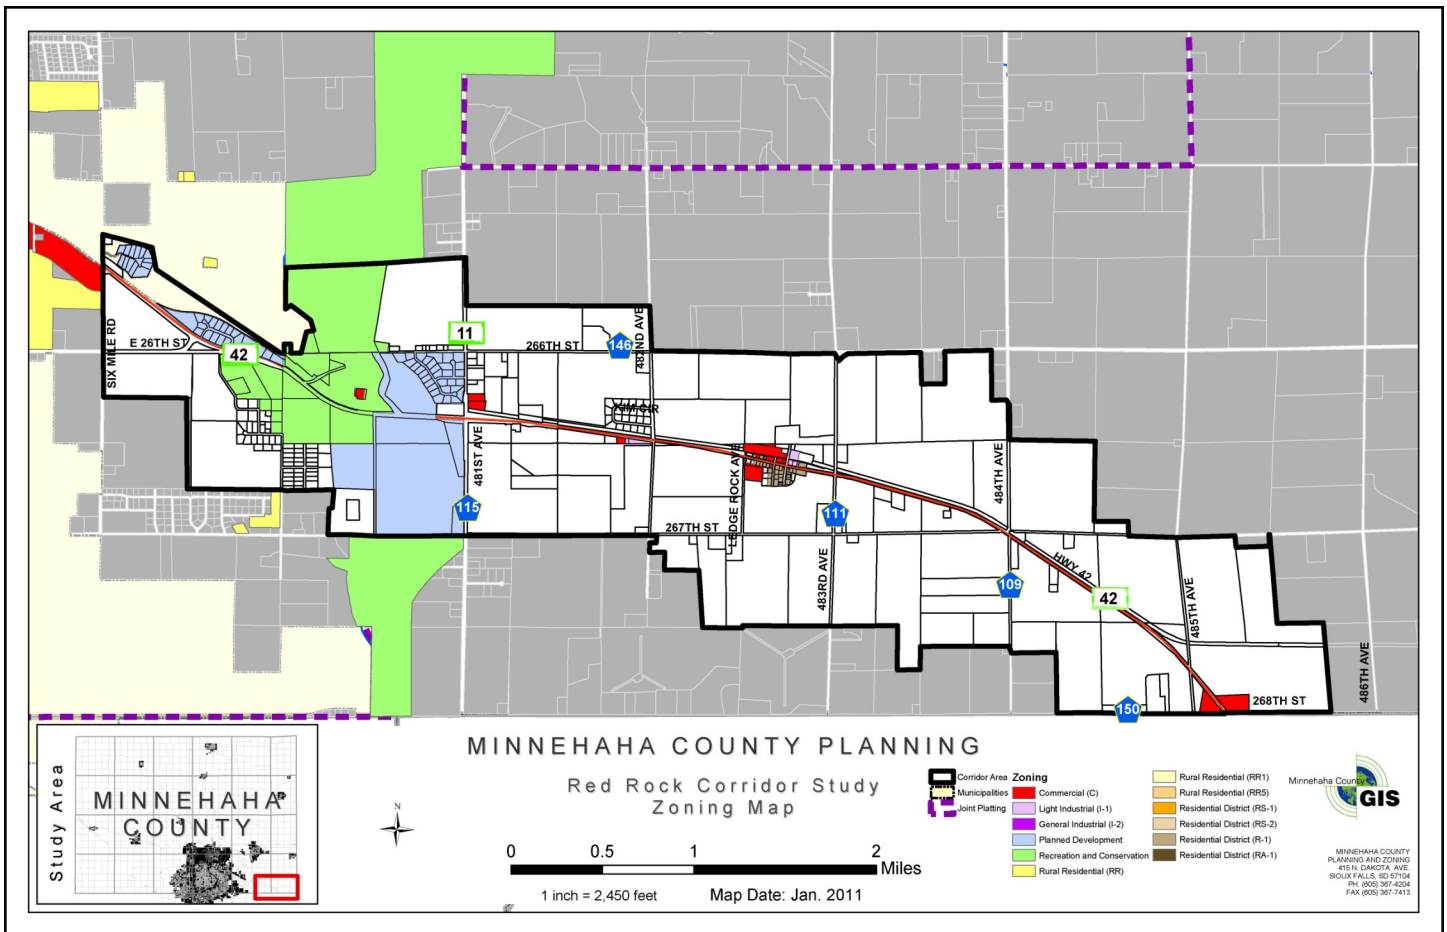 11
266TH ST
146
482ND AVE
E 26TH ST
42
SIX MILE RD
KIM CIR
481ST AVE
115
LEDGE ROCK AVE
267TH ST
111
483RD AVE
484TH AVE
109
HWY 42
42
485TH AVE
486TH AVE
150
268TH ST
Study Area
MINNEHAHA
COUNTY
MINNEHAHA COUNTY PLANNING
Red Rock Corridor Study
Zoning Map
N
0 0.5 1 2
Miles
1 inch = 2,450 feet
Map Date: Jan. 2011
Corridor Area
Municipalities
Joint Platting
Zoning
Commercial (C)
Light Industrial (I-1)
General Industrial (I-2)
Planned Development
Recreation and Conservation
Rural Residential (RR)
Rural Residential (RR1)
Rural Residential (RR5)
Residential District (RS-1)
Residential District (RS-2)
Residential District (R-1)
Residential District (RA-1)
Minnehaha County
GIS
MINNEHAHA COUNTY
PLANNING AND ZONING
415 N. DAKOTA AVE.
SIOUX FALLS, SD 57104
PH. (605) 367-4204
FAX (605) 367-7413